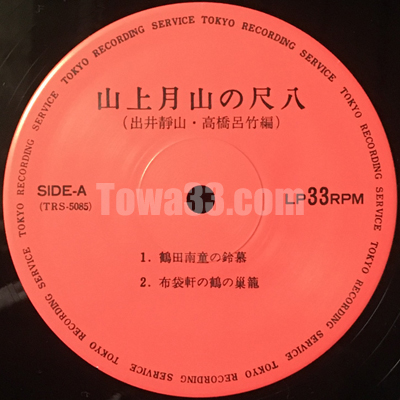 TOKYO RECORDING SERVICE TOKYO RECORDING SERVICE TOKYO RECORDING SERVICE TOKYO RECORDING SERVICE TOKYO RECORDING SERVICE
山上月山の尺八
(出井靜山・高橋呂竹編)
SIDE-A
(TRS-5085)
LP33RPM
Towa33.com
1. 鶴田南童の鈴慕
2. 布袋軒の鶴の巣籠